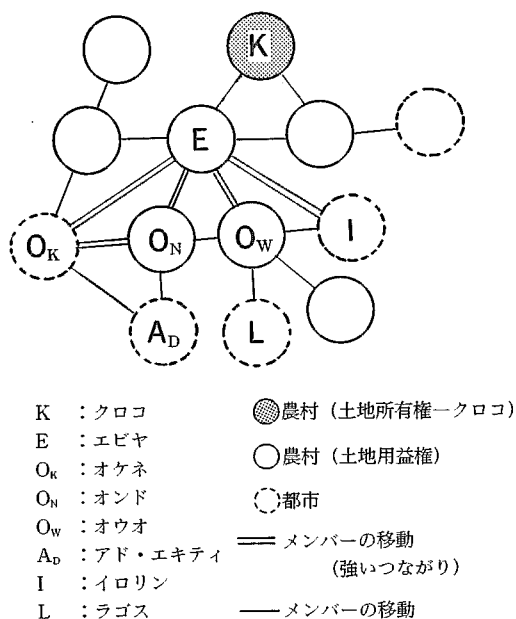 K
E
Oκ
ON
OW
I
AD
L
K : クロコ
E : エビヤ
OK : オケネ
ON : オンド
OW : オウオ
AD : アド・エキティ
I : イロリン
L : ラゴス
農村（土地所有権ークロコ）
農村（土地用益権）
都市
メンバーの移動
（強いつながり）
メンバーの移動